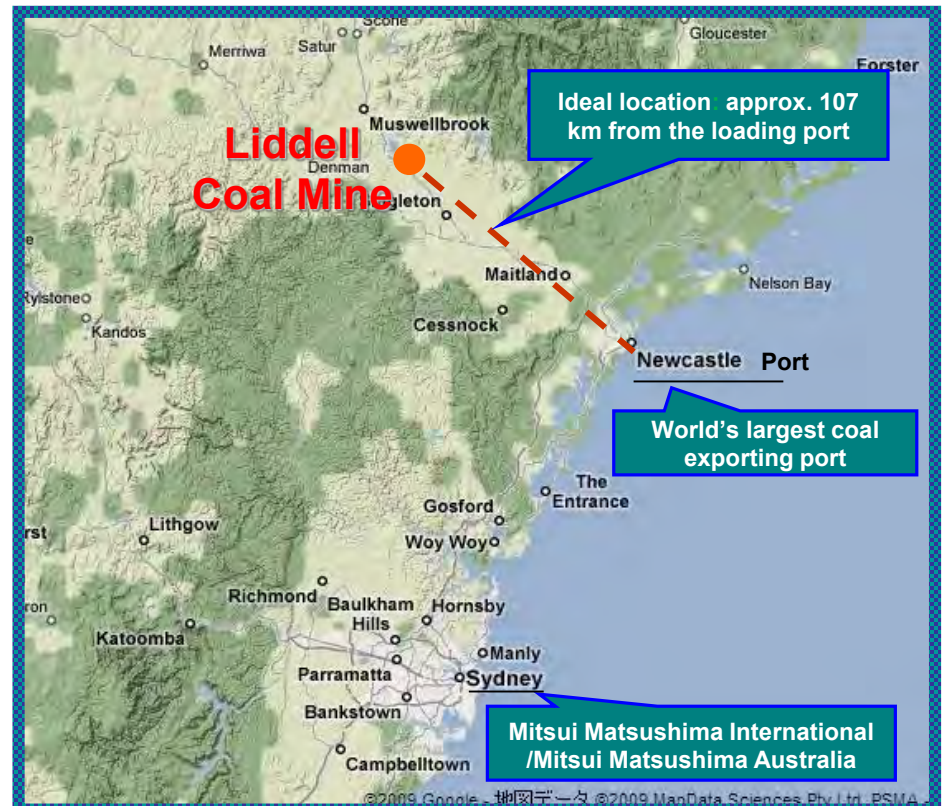 Scone
Gloucester
Merriwa
Satur
Forster
Ideal location: approx. 107
km from the loading port
Muswellbrook
Liddell
Denman
Coal Mine
gleton
Maitland
Nelson Bay
Rylstone
Kandos
Cessnock
Newcastle Port
World's largest coal
exporting port
The
Entrance
Gosford
Lithgow
rst
Woy Woy
Richmond
Baulkham
Hills
Hornsby
ron
Katoomba
Manly
Parramatta
Sydney
Bankstown
Mitsui Matsushima International
/Mitsui Matsushima Australia
Campbelltown
©2009 Google - 地図データ ©2009 MapData Sciences Pty Ltd, PSMA -